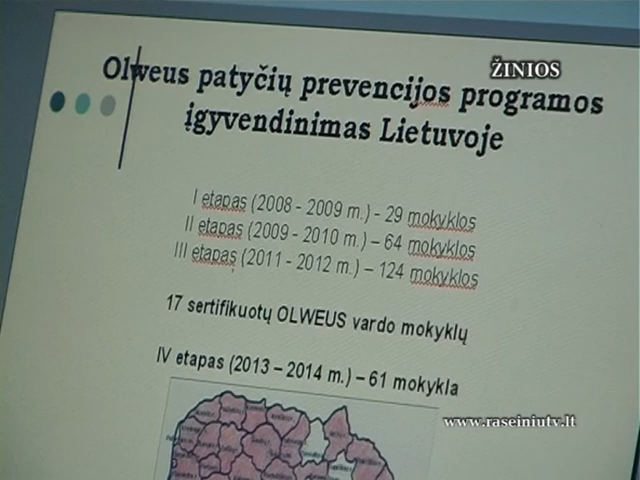 ŽINIOS
Olweus patyčių prevencijos programos
įgyvendinimas Lietuvoje
I etapas (2008 - 2009 m.) - 29 mokyklos
II etapas (2009 - 2010 m.) – 64 mokyklos
III etapas (2011 - 2012 m.) – 124 mokyklos
17 sertifikuotų OLWEUS vardo mokyklų
IV etapas (2013 – 2014 m.) – 61 mokykla
www.raseiniutv.lt